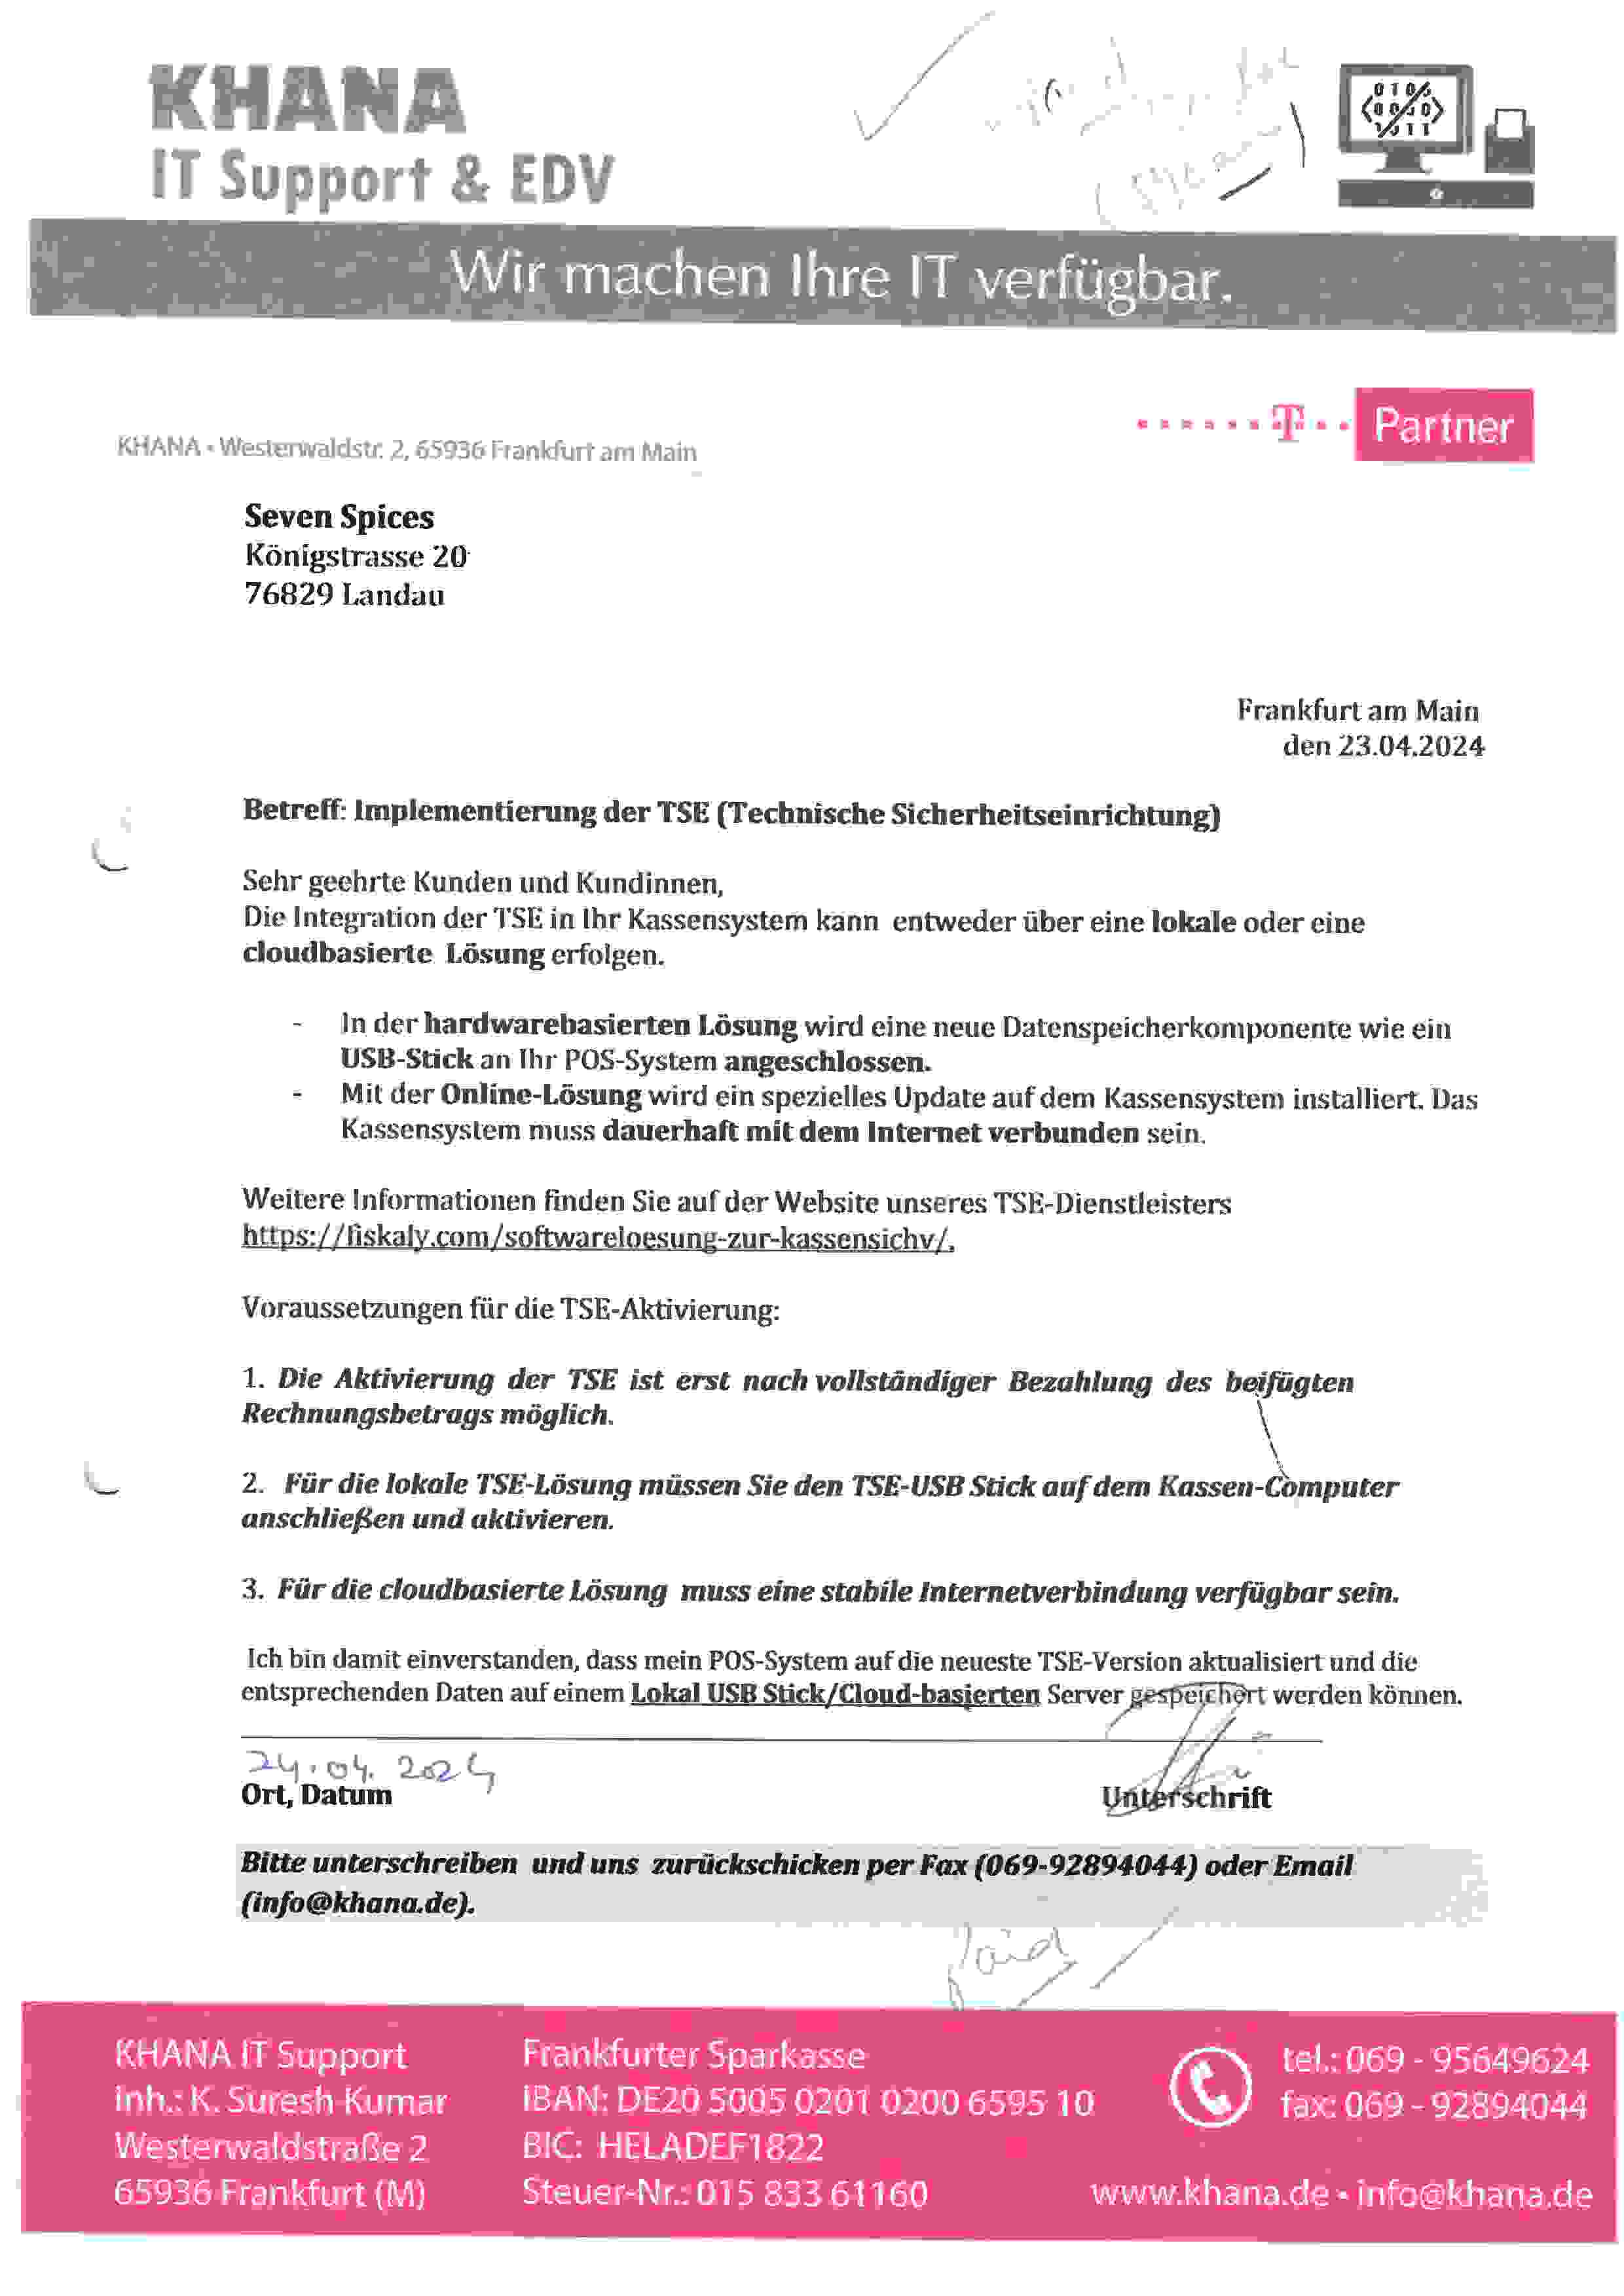 KHANA
IT Support & EDV
0101
Wir machen Ihre IT verfügbar.
T Partner
KHANA • Westerwaldstr. 2, 65936 Frankfurt am Main
Seven Spices
Königstrasse 20
76829 Landau
Frankfurt am Main
den 23.04.2024
Betreff: Implementierung der TSE (Technische Sicherheitseinrichtung)
Sehr geehrte Kunden und Kundinnen,
Die Integration der TSE in Ihr Kassensystem kann entweder über eine lokale oder eine
cloudbasierte Lösung erfolgen.
- In der hardwarebasierten Lösung wird eine neue Datenspeicherkomponente wie ein
USB-Stick an Ihr POS-System angeschlossen.
- Mit der Online-Lösung wird ein spezielles Update auf dem Kassensystem installiert. Das
Kassensystem muss dauerhaft mit dem Internet verbunden sein.
Weitere Informationen finden Sie auf der Website unseres TSE-Dienstleisters
https://fiskaly.com/softwareloesung-zur-kassensichv/.
Voraussetzungen für die TSE-Aktivierung:
1. Die Aktivierung der TSE ist erst nach vollständiger Bezahlung des beifügten
Rechnungsbetrags möglich.
2. Für die lokale TSE-Lösung müssen Sie den TSE-USB Stick auf dem Kassen-Computer
anschließen und aktivieren.
3. Für die cloudbasierte Lösung muss eine stabile Internetverbindung verfügbar sein.
Ich bin damit einverstanden, dass mein POS-System auf die neueste TSE-Version aktualisiert und die
entsprechenden Daten auf einem Lokal USB Stick/Cloud-basierten Server gespeichert werden können.
24.04.2024
Ort, Datum Unterschrift
Bitte unterschreiben und uns zurückschicken per Fax (069-92894044) oder Email
(info@khana.de).
Paid
KHANA IT Support
Inh.: K. Suresh Kumar
Westerwaldstraße 2
65936 Frankfurt (M)
Frankfurter Sparkasse
IBAN: DE20 5005 0201 0200 6595 10
BIC: HELADEF1822
Steuer-Nr.: 015 833 61160
tel.: 069 - 95649624
fax: 069 - 92894044
www.khana.de • info@khana.de